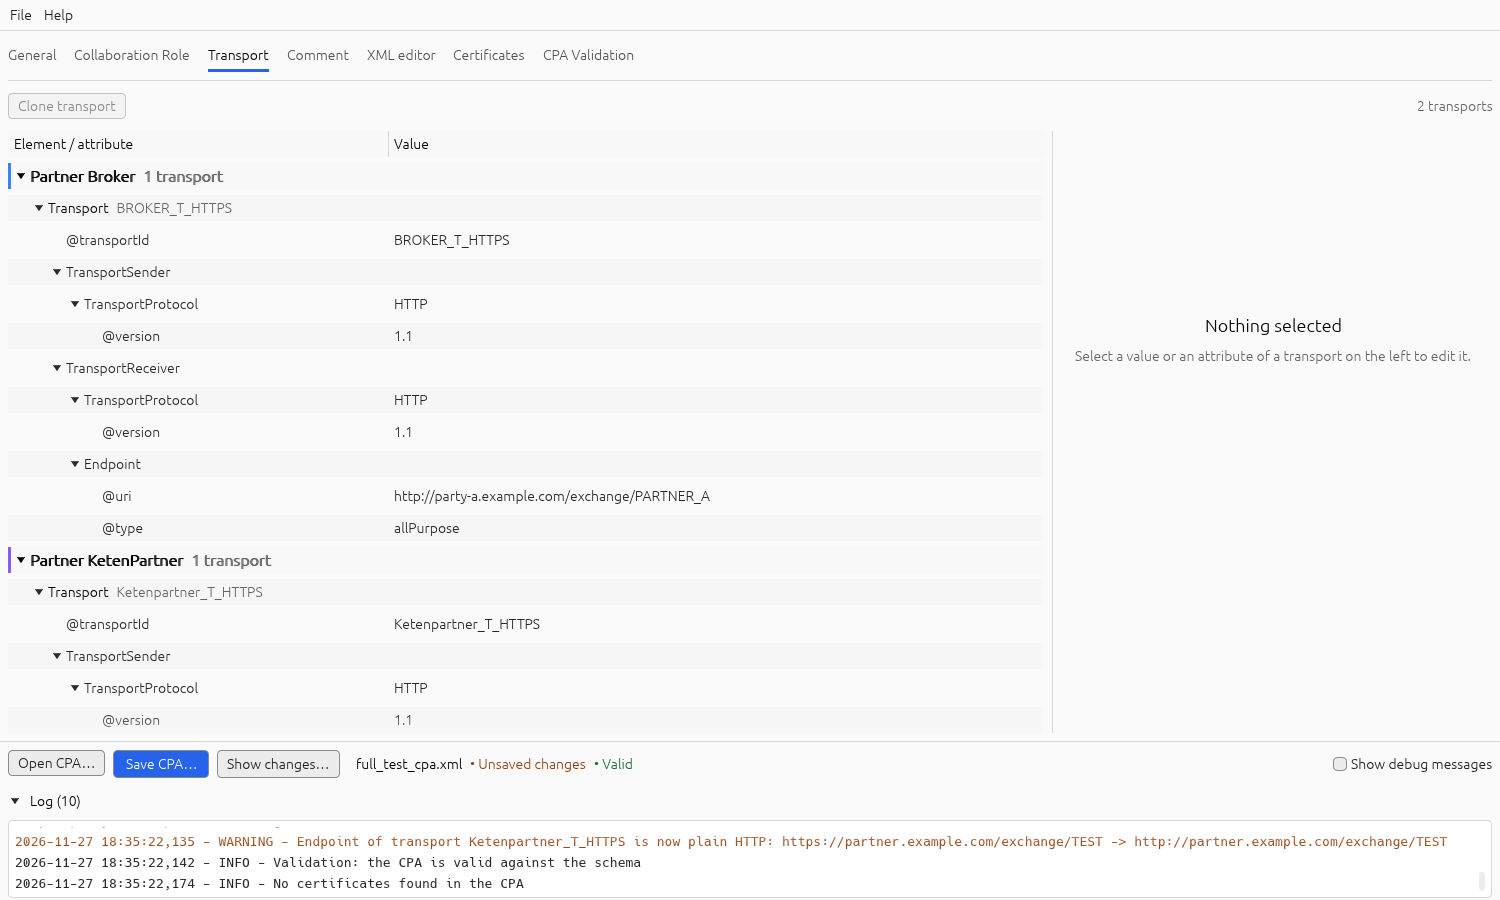 File Help
General Collaboration Role Transport Comment XML editor Certificates CPA Validation
Clone transport 2 transports
Element / attribute Value
Partner Broker 1 transport
Transport BROKER_T_HTTPS
@transportId BROKER_T_HTTPS
TransportSender
TransportProtocol HTTP
@version 1.1
TransportReceiver
TransportProtocol HTTP
@version 1.1
Endpoint
@uri http://party-a.example.com/exchange/PARTNER_A
@type allPurpose
Partner KetenPartner 1 transport
Transport Ketenpartner_T_HTTPS
@transportId Ketenpartner_T_HTTPS
TransportSender
TransportProtocol HTTP
@version 1.1
Nothing selected
Select a value or an attribute of a transport on the left to edit it.
Open CPA... Save CPA... Show changes... full_test_cpa.xml • Unsaved changes • Valid Show debug messages
Log (10)
2026-11-27 18:35:22,135 - WARNING - Endpoint of transport Ketenpartner_T_HTTPS is now plain HTTP: https://partner.example.com/exchange/TEST -> http://partner.example.com/exchange/TEST
2026-11-27 18:35:22,142 - INFO - Validation: the CPA is valid against the schema
2026-11-27 18:35:22,174 - INFO - No certificates found in the CPA